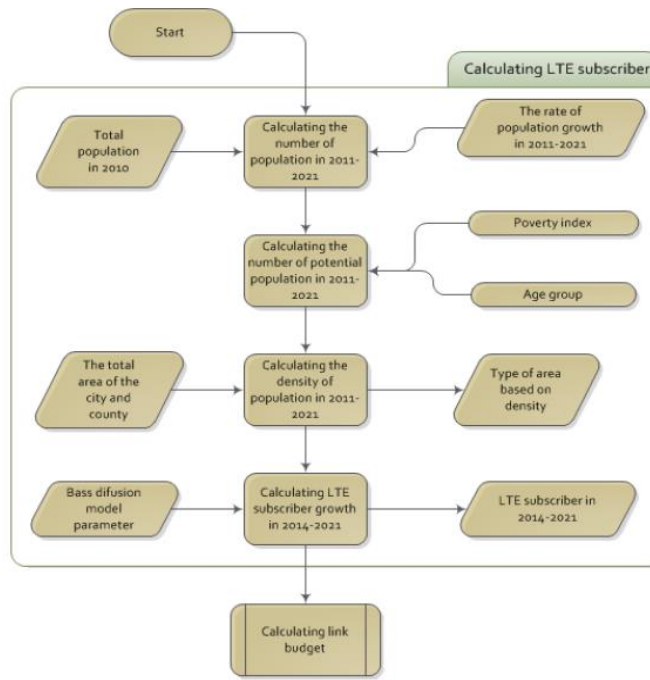 Start
Calculating LTE subscriber
Total
population
in 2010
Calculating the
number of
population in 2011-
2021
The rate of
population growth
in 2011-2021
Calculating the
number of potential
population in 2011-
2021
Poverty index
Age group
The total
area of the
city and
county
Calculating the
density of
population in 2011-
2021
Type of area
based on
density
Bass difusion
model
parameter
Calculating LTE
subscriber growth
in 2014-2021
LTE subscriber in
2014-2021
Calculating link
budget